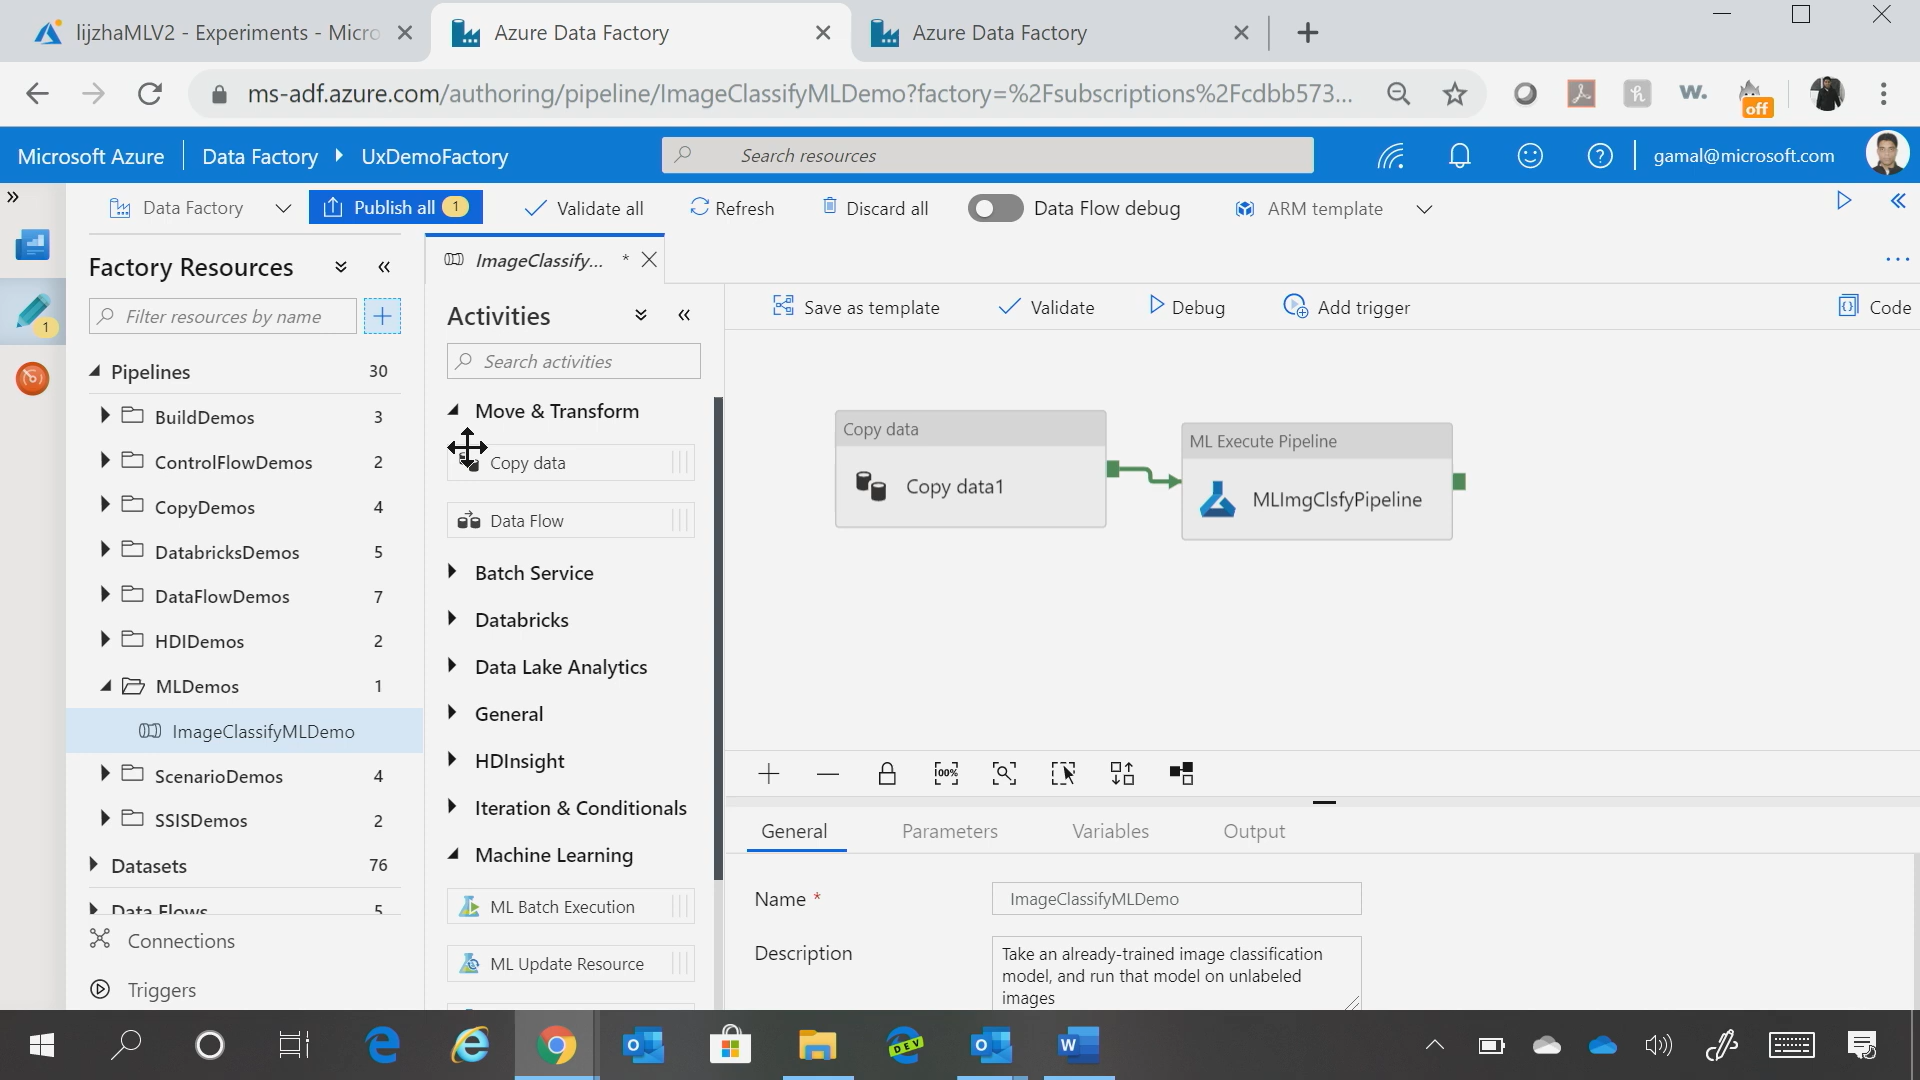 lijzhaMLV2 - Experiments - Micro
Azure Data Factory
Azure Data Factory
ms-adf.azure.com/authoring/pipeline/ImageClassifyMLDemo?factory=%2Fsubscriptions%2Fcdbb573...
off
Microsoft Azure
Data Factory
UxDemoFactory
Search resources
gamal@microsoft.com
Data Factory
Publish all 1
Validate all
Refresh
Discard all
Data Flow debug
ARM template
1
Factory Resources
Filter resources by name
Pipelines 30
BuildDemos 3
ControlFlowDemos 2
CopyDemos 4
DatabricksDemos 5
DataFlowDemos 7
HDIDemos 2
MLDemos 1
ImageClassifyMLDemo
ScenarioDemos 4
SSISDemos 2
Datasets 76
Data Flows 5
Connections
Triggers
ImageClassify... *
Activities
Search activities
Move & Transform
Copy data
Data Flow
Batch Service
Databricks
Data Lake Analytics
General
HDInsight
Iteration & Conditionals
Machine Learning
ML Batch Execution
ML Update Resource
Save as template
Validate
Debug
Add trigger
Code
Copy data
Copy data1
ML Execute Pipeline
MLImgClsfyPipeline
100%
General
Parameters
Variables
Output
Name *
ImageClassifyMLDemo
Description
Take an already-trained image classification
model, and run that model on unlabeled
images
DEV